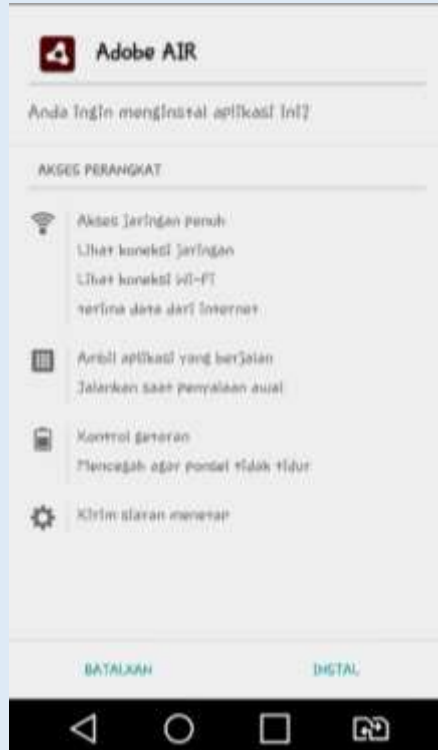 Adobe AIR
Anda ingin menginstal aplikasi ini?
AKSES PERANGKAT
Akses jaringan penuh
Lihat koneksi jaringan
Lihat koneksi Wi-Fi
terima data dari Internet
Ambil aplikasi yang berjalan
Jalankan saat penyalaan awal
Kontrol getaran
Mencegah agar ponsel tidak tidur
Kirim siaran menetap
BATALKAN
INSTAL